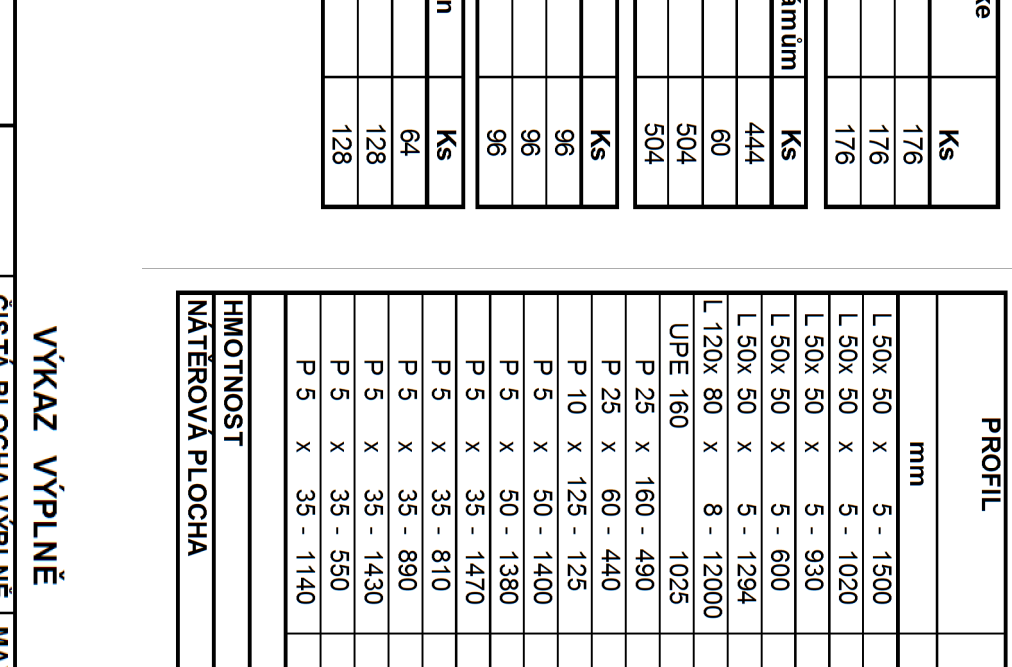 Ks
176
176
176
ámům
Ks
444
60
504
504
Ks
96
96
96
Ks
64
128
128
PROFIL
mm
L 50x 50 x 5 - 1500
L 50x 50 x 5 - 1020
L 50x 50 x 5 - 930
L 50x 50 x 5 - 600
L 50x 50 x 5 - 1294
L 120x 80 x 8 - 12000
UPE 160 1025
P 25 x 160 - 490
P 25 x 60 - 440
P 10 x 125 - 125
P 5 x 50 - 1400
P 5 x 50 - 1380
P 5 x 35 - 1470
P 5 x 35 - 810
P 5 x 35 - 890
P 5 x 35 - 1430
P 5 x 35 - 550
P 5 x 35 - 1140
HMOTNOST
NÁTĚROVÁ PLOCHA
VÝKAZ VÝPLNĚ
ČISTÁ PLOCHA VÝPLNĚ